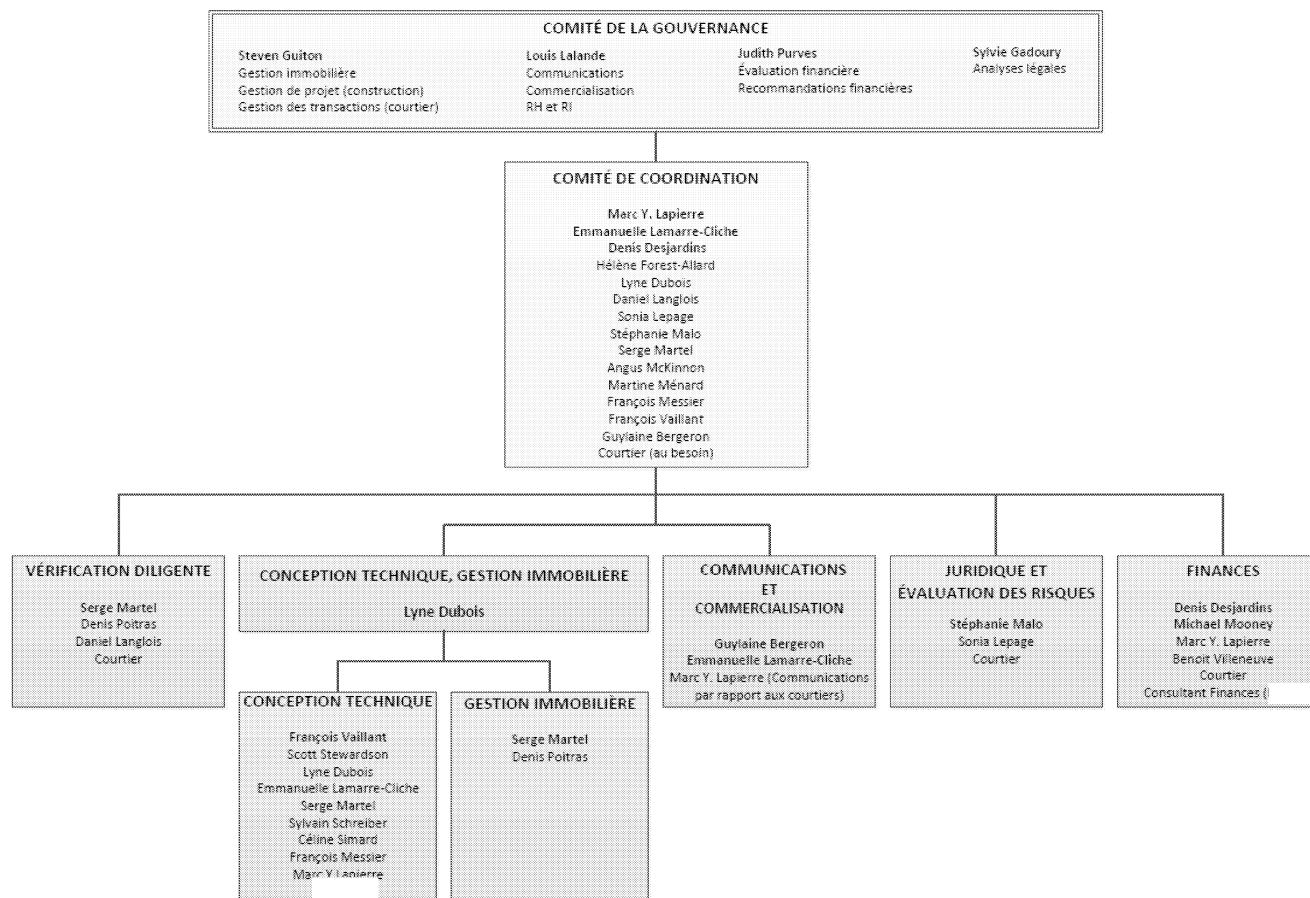 COMITÉ DE LA GOUVERNANCE
Steven Guiton
Gestion immobilière
Gestion de projet (construction)
Gestion des transactions (courtier)
Louis Lalande
Communications
Commercialisation
RH et RI
Judith Purves
Évaluation financière
Recommandations financières
Sylvie Gadoury
Analyses légales
COMITÉ DE COORDINATION
Marc Y. Lapierre
Emmanuelle Lamarre-Cliche
Denis Desjardins
Hélène Forest-Allard
Lyne Dubois
Daniel Langlois
Sonia Lepage
Stéphanie Malo
Serge Martel
Angus McKinnon
Martine Ménard
François Messier
François Vaillant
Guylaine Bergeron
Courtier (au besoin)
VÉRIFICATION DILIGENTE
Serge Martel
Denis Poitras
Daniel Langlois
Courtier
CONCEPTION TECHNIQUE, GESTION IMMOBILIÈRE
Lyne Dubois
COMMUNICATIONS
ET
COMMERCIALISATION
Guylaine Bergeron
Emmanuelle Lamarre-Cliche
Marc Y. Lapierre (Communications
par rapport aux courtiers)
JURIDIQUE ET
ÉVALUATION DES RISQUES
Stéphanie Malo
Sonia Lepage
Courtier
FINANCES
Denis Desjardins
Michael Mooney
Marc Y. Lapierre
Benoit Villeneuve
Courtier
Consultant Finances (
CONCEPTION TECHNIQUE
François Vaillant
Scott Stewardson
Lyne Dubois
Emmanuelle Lamarre-Cliche
Serge Martel
Sylvain Schreiber
Céline Simard
François Messier
Marc Y Lapierre
GESTION IMMOBILIÈRE
Serge Martel
Denis Poitras